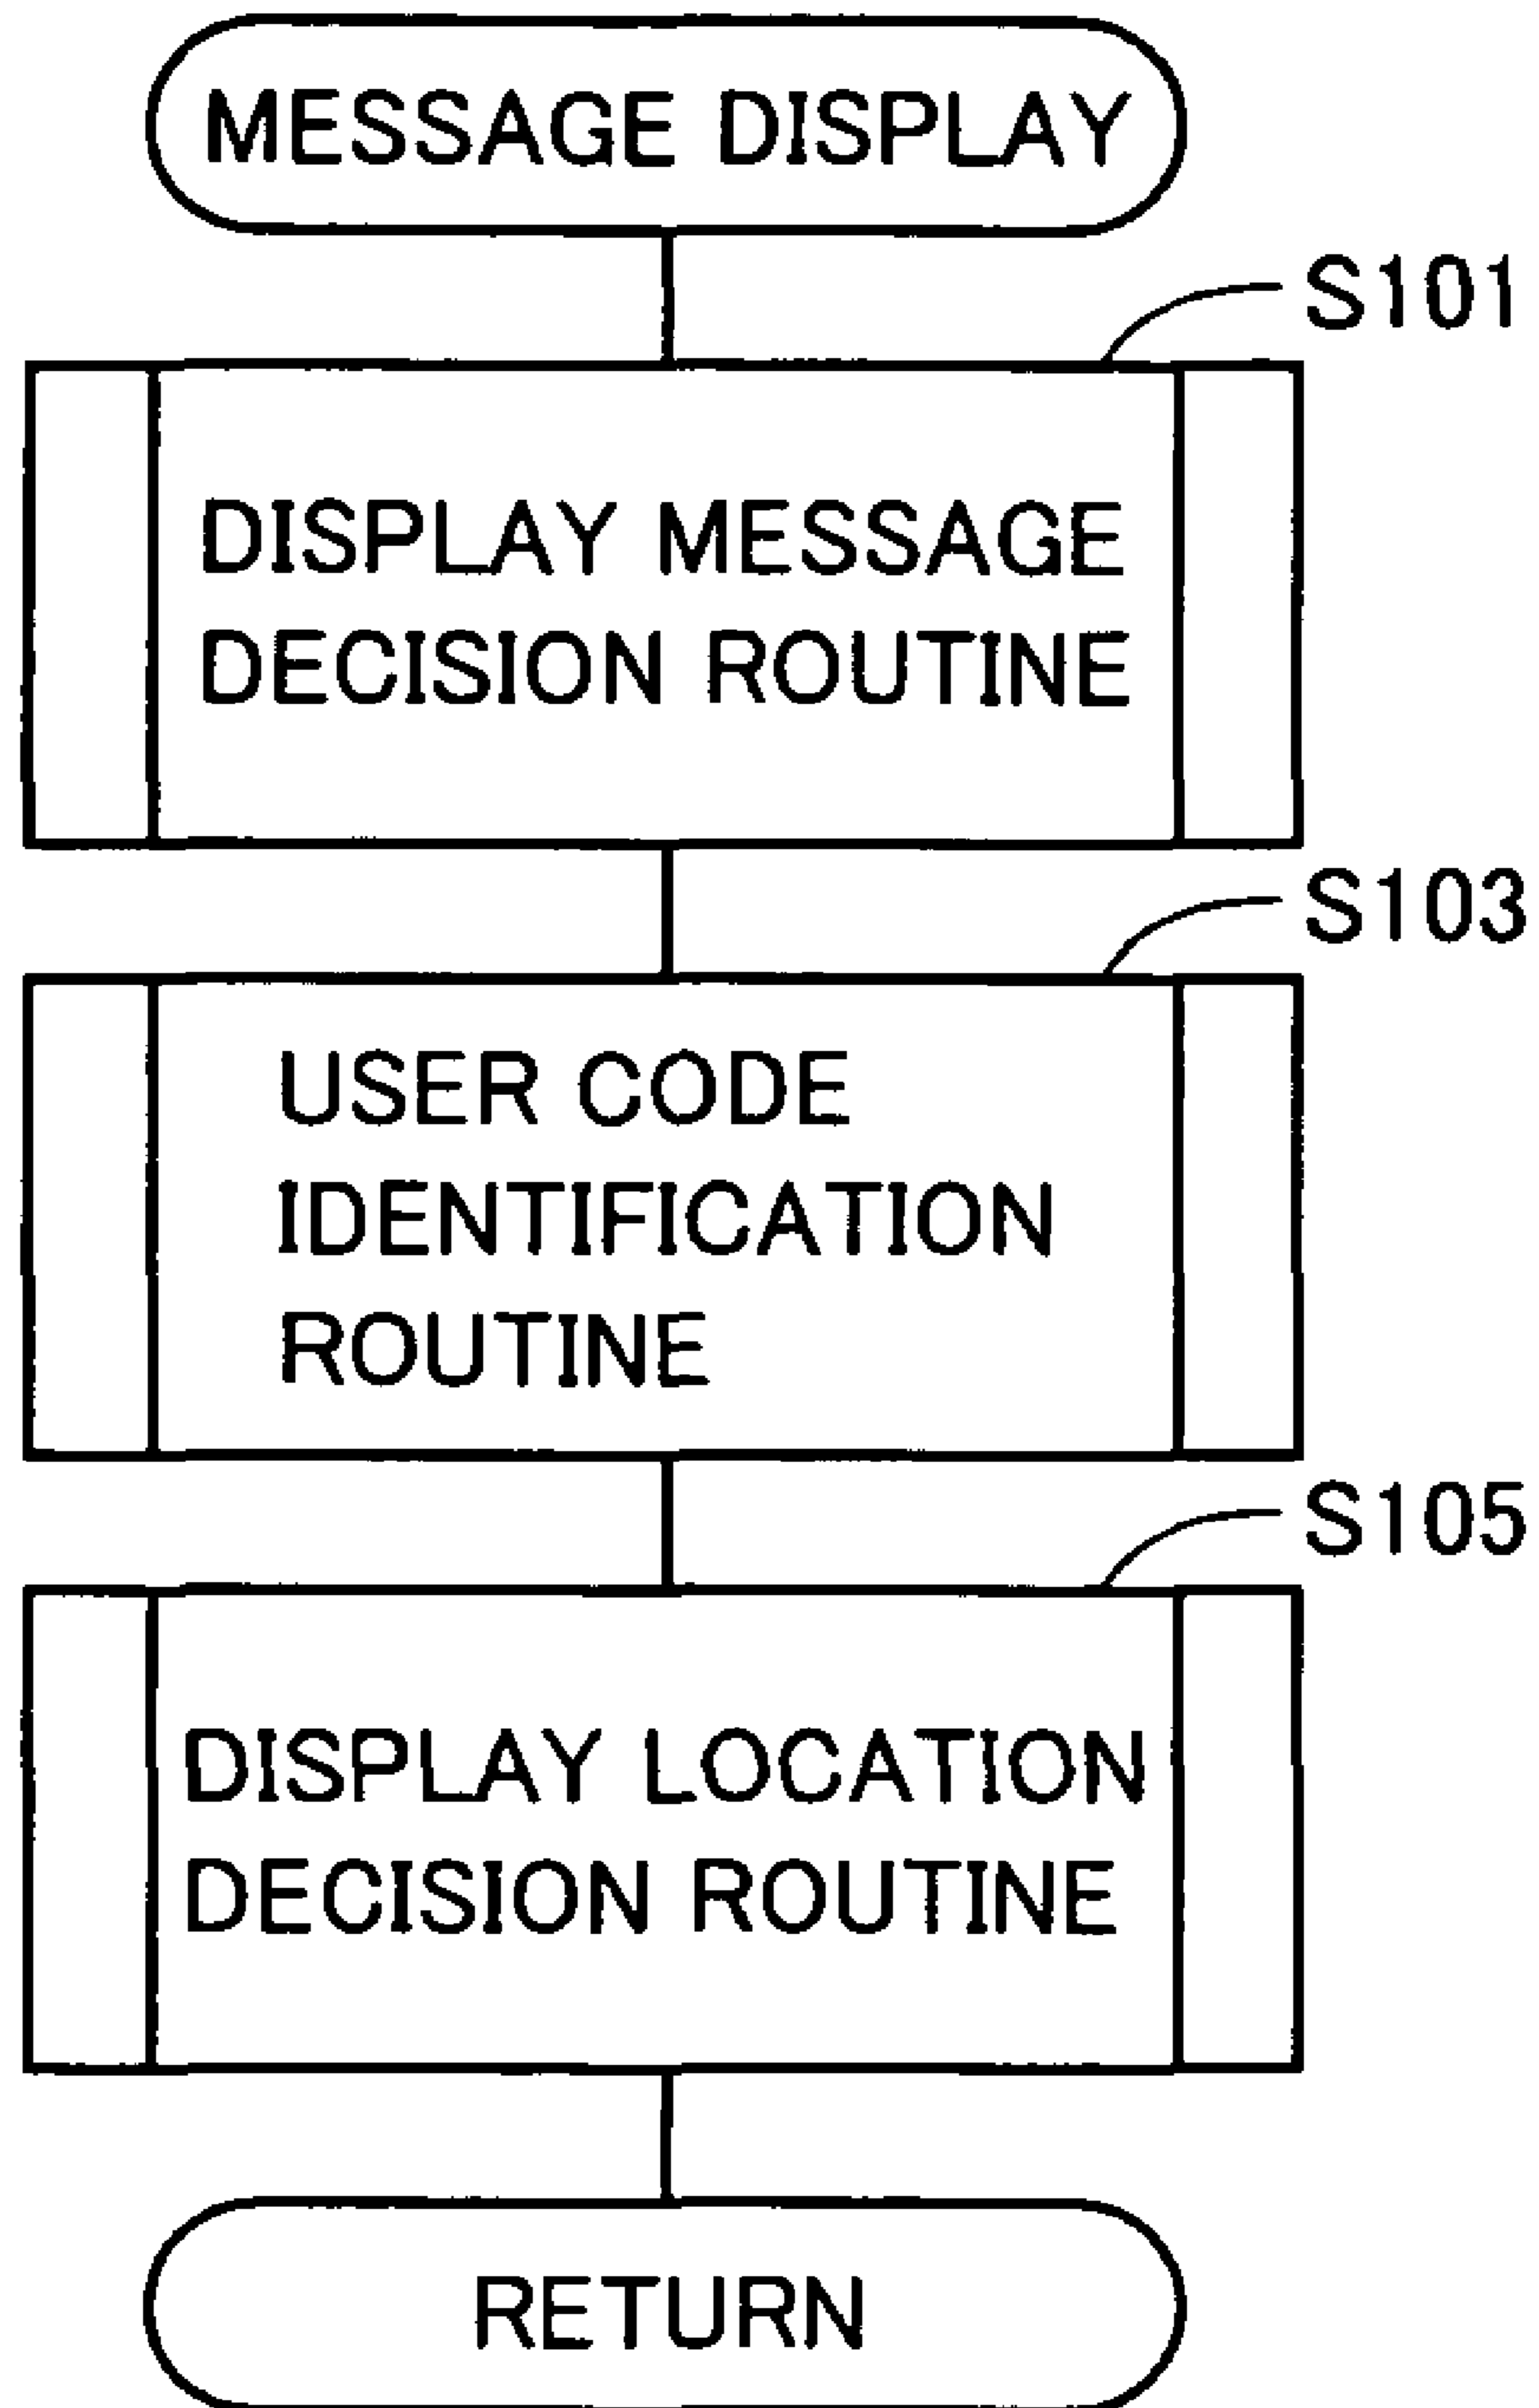 MESSAGE DISPLAY
S101
DISPLAY MESSAGE
DECISION ROUTINE
S103
USER CODE
IDENTIFICATION
ROUTINE
S105
DISPLAY LOCATION
DECISION ROUTINE
RETURN